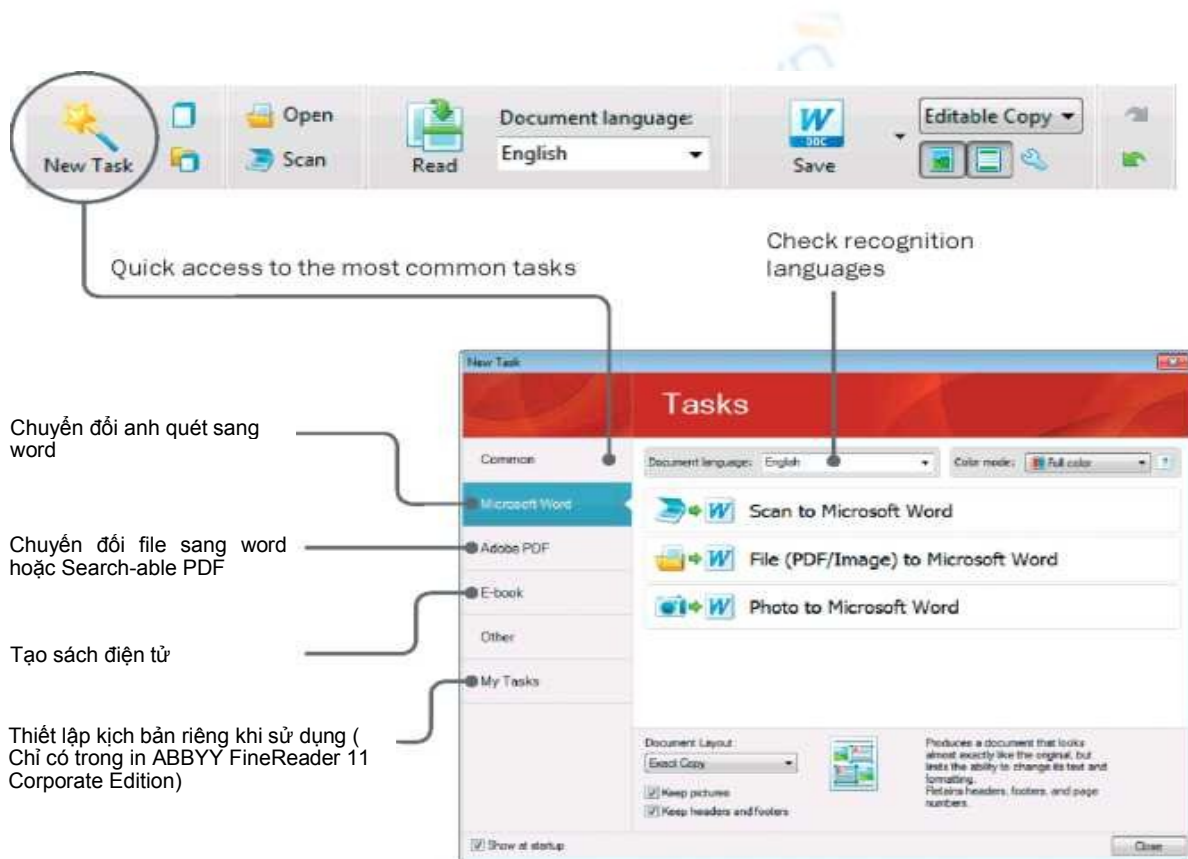 Open
Document language:
Editable Copy
New Task
Scan
Read
English
W
DOC
Save
Quick access to the most common tasks
Check recognition
languages
New Task
Tasks
Chuyển đổi anh quét sang
word
Common
Document language: English
Color mode: Full color
?
Microsoft Word
W Scan to Microsoft Word
Chuyển đổi file sang word
hoặc Search-able PDF
Adobe PDF
W File (PDF/Image) to Microsoft Word
E-book
W Photo to Microsoft Word
Other
Tạo sách điện tử
My Tasks
Thiết lập kịch bản riêng khi sử dụng (
Chỉ có trong in ABBYY FineReader 11
Corporate Edition)
Document Layout
Exact Copy
Keep pictures
Keep headers and footers
Produces a document that looks
almost exactly like the original, but
limits the ability to change its text and
formatting.
Retains headers, footers, and page
numbers.
Show at startup
Close